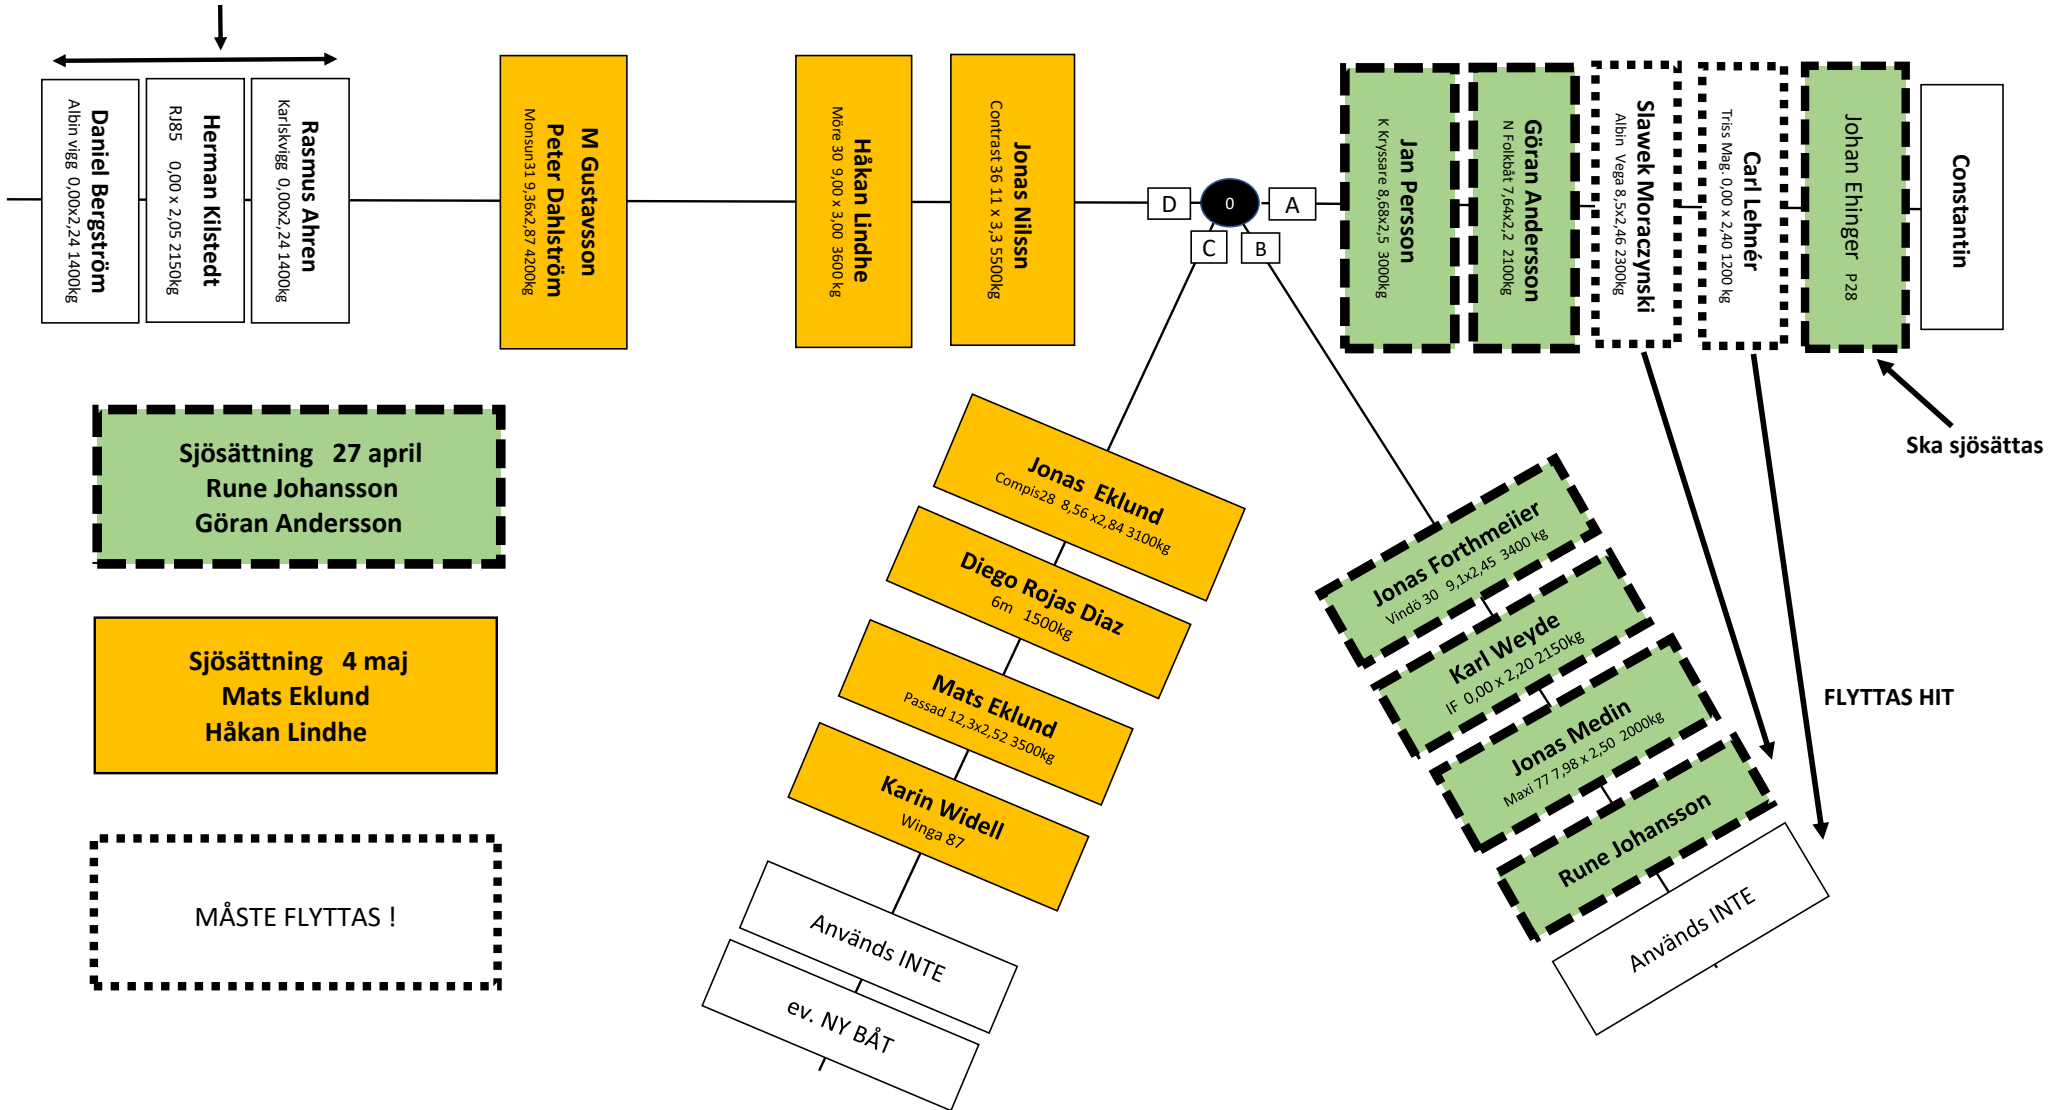 Daniel Bergström
Albin vigg  0,00x2,24 1400kg
Herman Kilstedt
RJ85    0,00 x 2,05 2150kg
Rasmus Ahren
Karlskvigg  0,00x2,24 1400kg
M Gustavsson
Peter Dahlström
Monsun31 9,36x2,87 4200kg
Håkan Lindhe
Möre 30 9,00 x 3,00  3600 kg
Jonas Nilssn
Contrast 36 11 x 3,3 5500kg
D
0
A
C
B
Jan Persson
K Kryssare 8,68x2,5  3000kg
Göran Andersson
N Folkbåt 7,64x2,2  2100kg
Slawek Moraczynski
Albin  Vega 8,5x2,46 2300kg
Carl Lehnér
Triss Mag. 0,00 x 2,40 1200 kg
Johan Ehinger  P28
Constantin
Ska sjösättas
Sjösättning   27 april
Rune Johansson
Göran Andersson
Sjösättning   4 maj
Mats Eklund
Håkan Lindhe
MÅSTE FLYTTAS !
Jonas  Eklund
Compis28  8,56 x2,84 3100kg
Diego Rojas Diaz
6m   1500kg
Mats Eklund
Passad 12,3x2,52 3500kg
Karin Widell
Winga 87
Används INTE
ev. NY BÅT
Jonas Forthmeiier
Vindö 30   9,1x2,45  3400 kg
Karl Weyde
IF  0,00 x 2,20 2150kg
Jonas Medin
Maxi 77 7,98 x 2,50  2000kg
Rune Johansson
Används INTE
FLYTTAS HIT